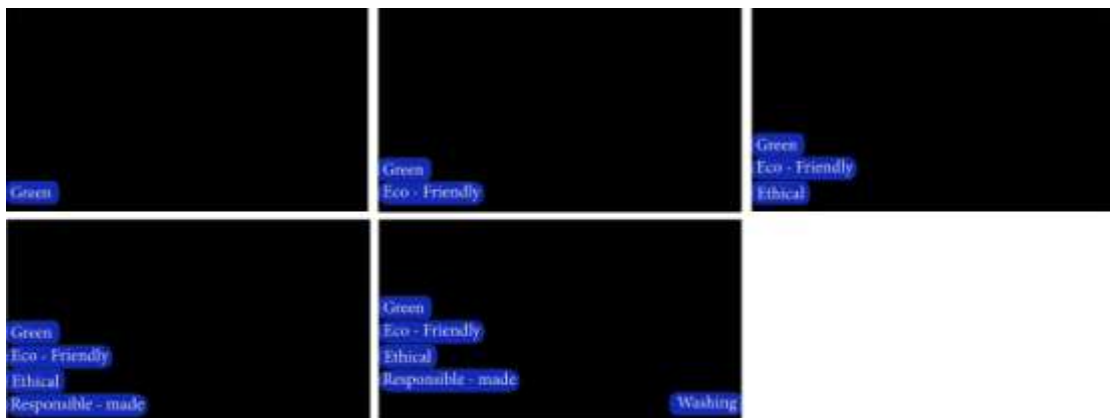 Green
Green
Eco - Friendly
Green
Eco - Friendly
Ethical
Green
Eco - Friendly
Ethical
Responsible - made
Green
Eco - Friendly
Ethical
Responsible - made
Washing